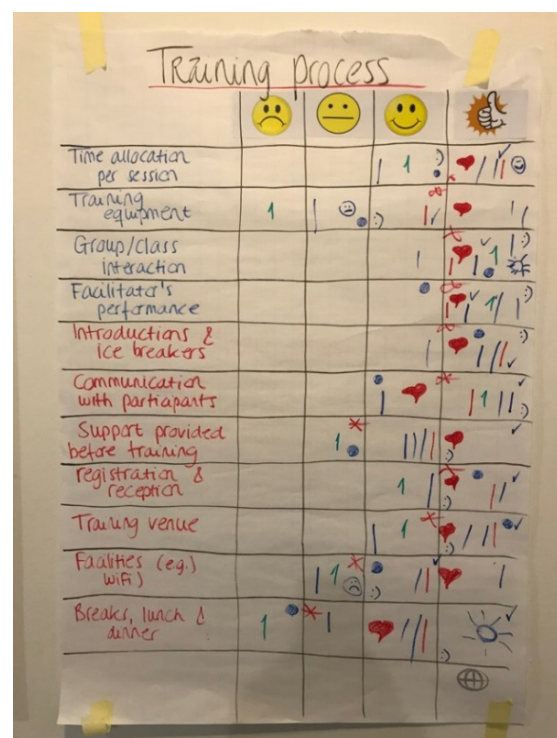 Training process
Time allocation
per session
Training
equipment
Group/class
interaction
Facilitator's
performance
Introductions &
ice breakers
Communication
with participants
Support provided
before training
registration &
reception
Training venue
Facilities (eg.)
wifi)
Breaks, lunch &
dinner